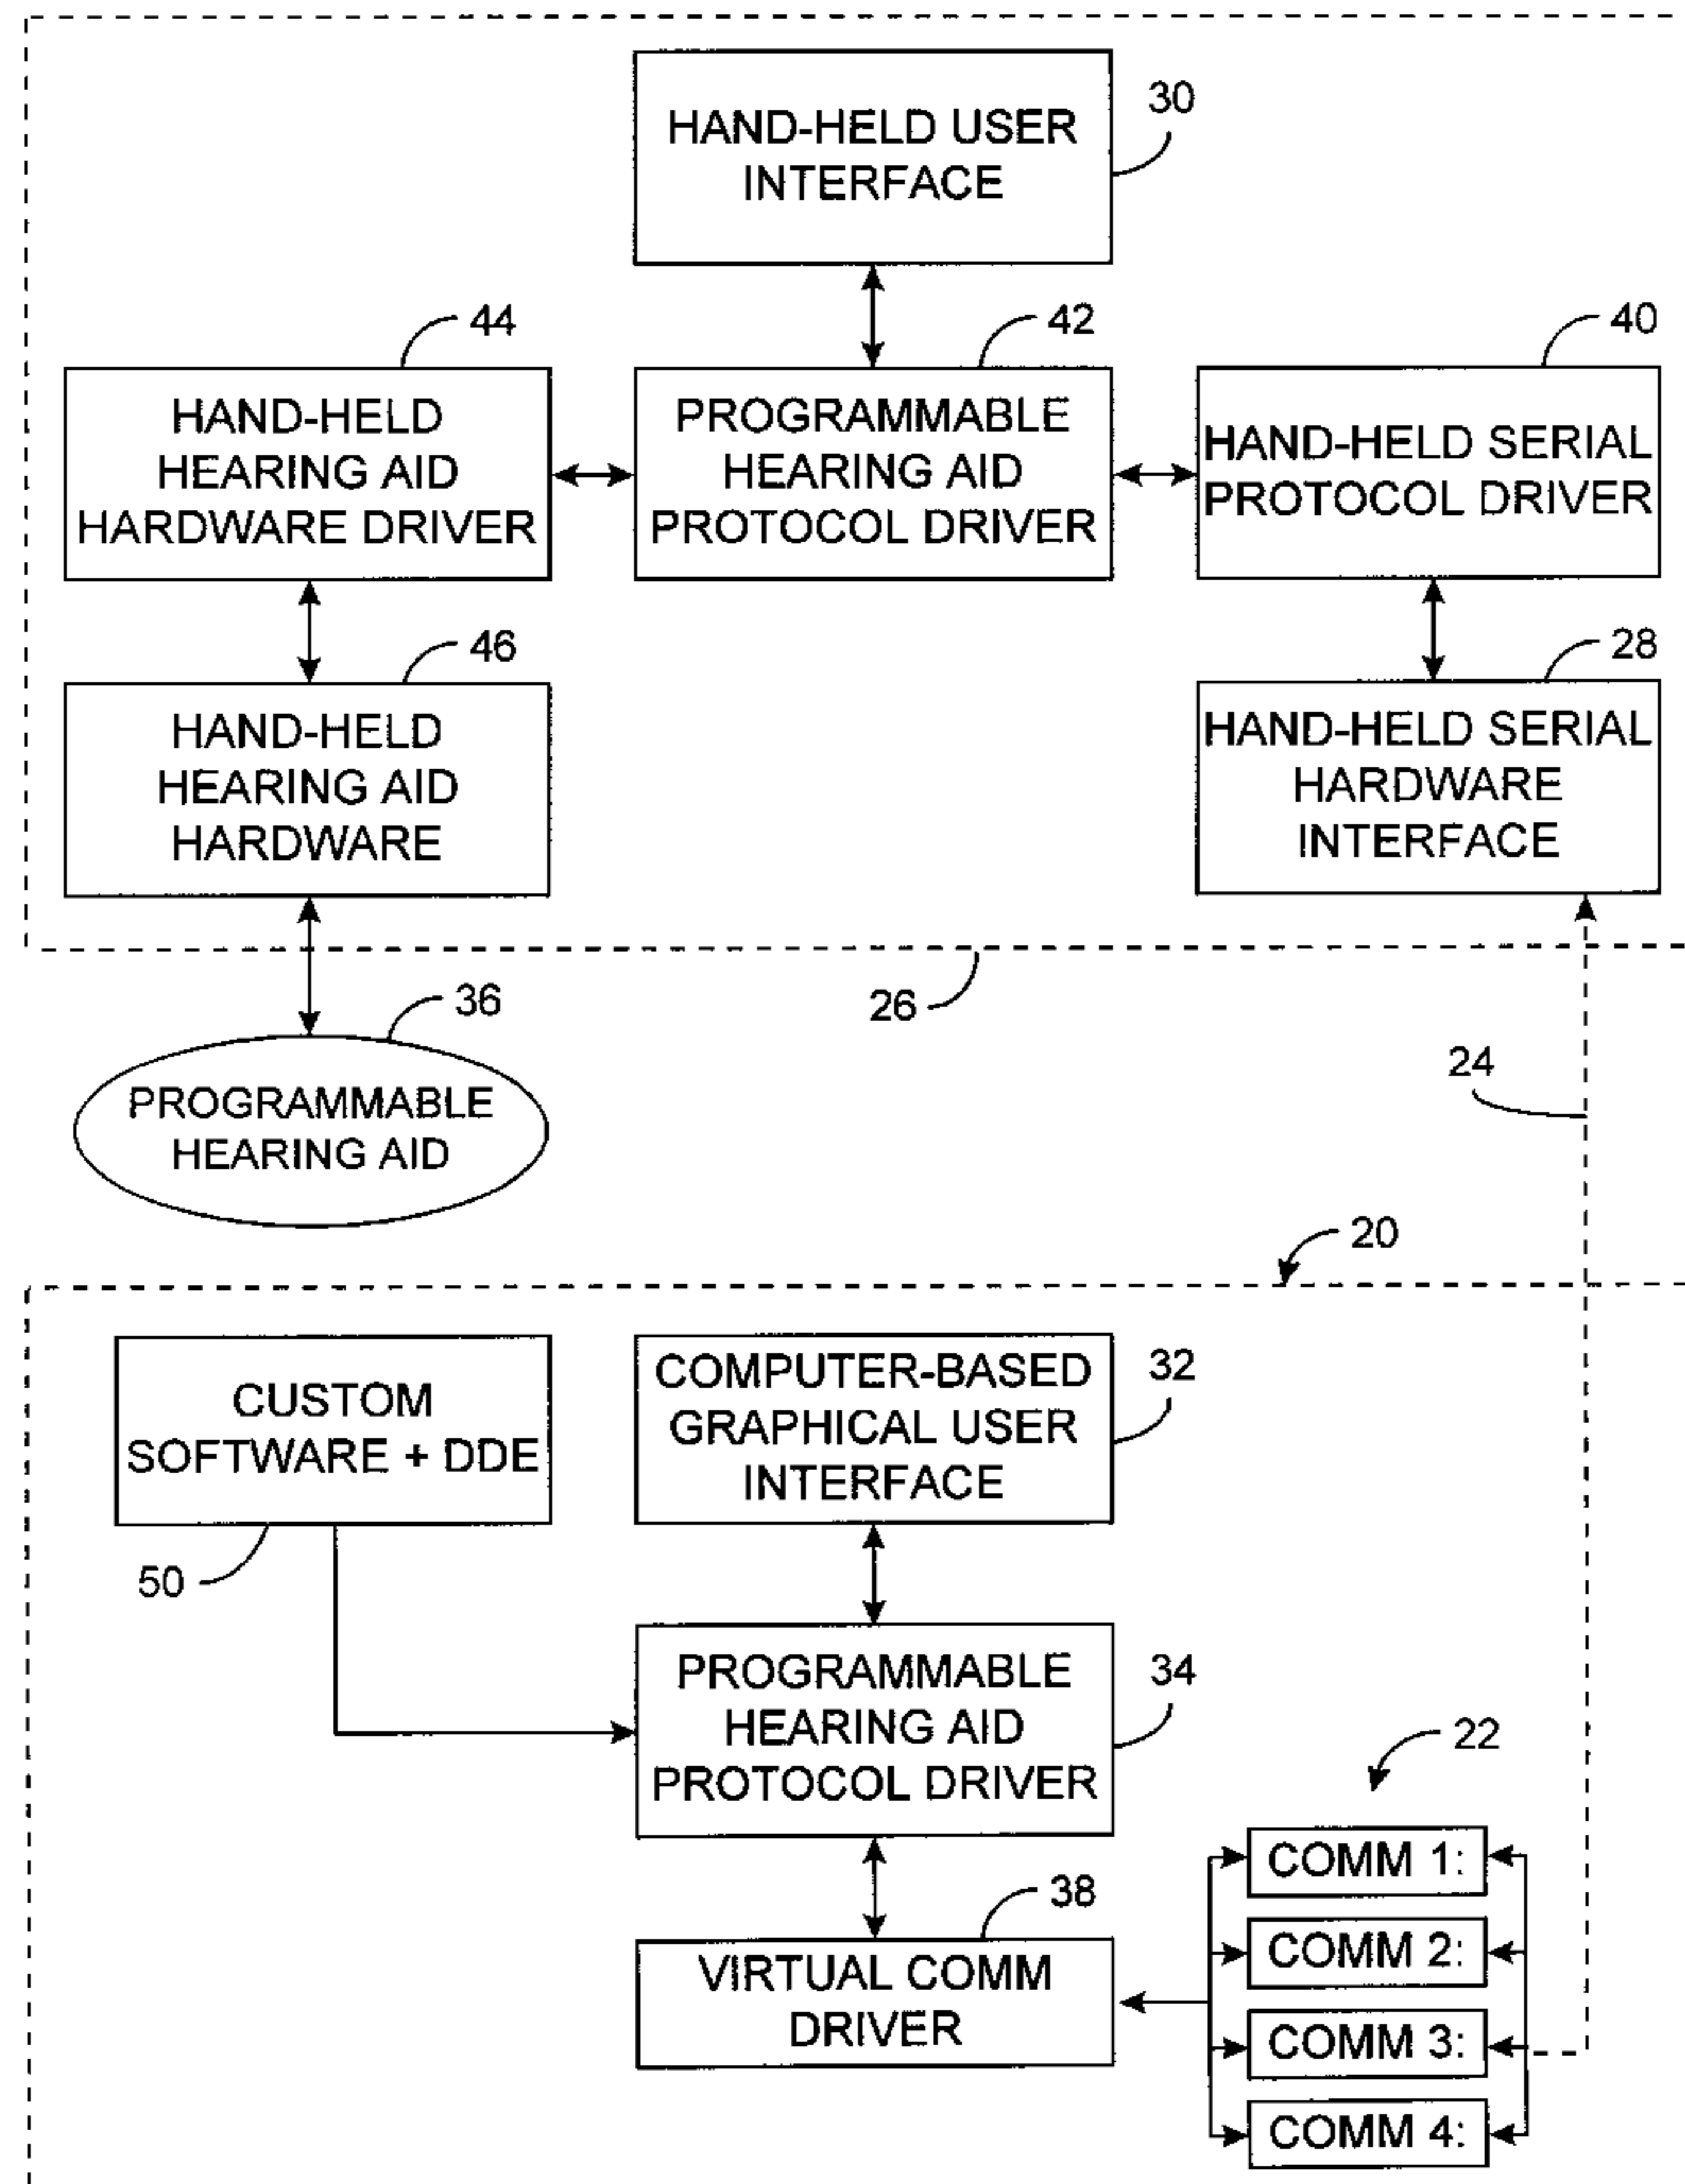 HAND-HELD USER
INTERFACE
30
44
42
40
HAND-HELD
HEARING AID
HARDWARE DRIVER
PROGRAMMABLE
HEARING AID
PROTOCOL DRIVER
HAND-HELD SERIAL
PROTOCOL DRIVER
46
28
HAND-HELD
HEARING AID
HARDWARE
HAND-HELD SERIAL
HARDWARE
INTERFACE
36
26
24
PROGRAMMABLE
HEARING AID
20
CUSTOM
SOFTWARE + DDE
50
COMPUTER-BASED
GRAPHICAL USER
INTERFACE
32
PROGRAMMABLE
HEARING AID
PROTOCOL DRIVER
34
22
38
VIRTUAL COMM
DRIVER
COMM 1:
COMM 2:
COMM 3:
COMM 4: